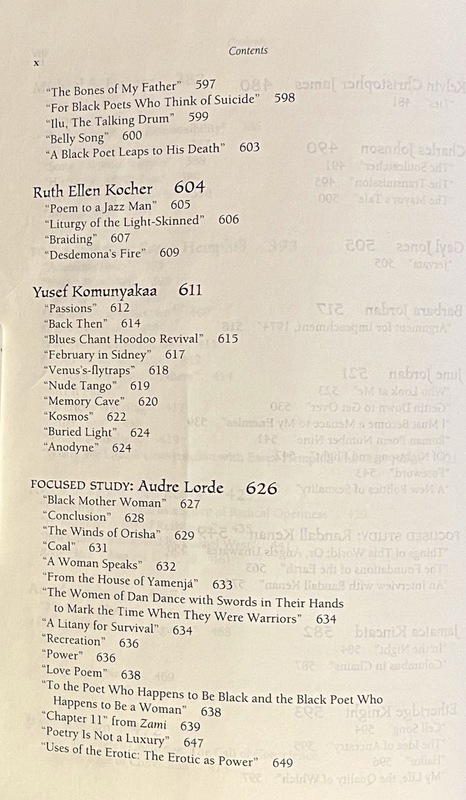 Contents
x
"The Bones of My Father" 597
"For Black Poets Who Think of Suicide" 598
"Ilu, The Talking Drum" 599
"Belly Song" 600
"A Black Poet Leaps to His Death" 603
Ruth Ellen Kocher 604
"Poem to a Jazz Man" 605
"Liturgy of the Light-Skinned" 606
"Braiding" 607
"Desdemona's Fire" 609
Yusef Komunyakaa 611
"Passions" 612
"Back Then" 614
"Blues Chant Hoodoo Revival" 615
"February in Sidney" 617
"Venus's-flytraps" 618
"Nude Tango" 619
"Memory Cave" 620
"Kosmos" 622
"Buried Light" 624
"Anodyne" 624
FOCUSED STUDY: Audre Lorde 626
"Black Mother Woman" 627
"Conclusion" 628
"The Winds of Orisha" 629
"Coal" 631
"A Woman Speaks" 632
"From the House of Yemenjá" 633
"The Women of Dan Dance with Swords in Their Hands
to Mark the Time When They Were Warriors" 634
"A Litany for Survival" 634
"Recreation" 636
"Power" 636
"Love Poem" 638
"To the Poet Who Happens to Be Black and the Black Poet Who
Happens to Be a Woman" 638
"Chapter 11" from Zami 639
"Poetry Is Not a Luxury" 647
"Uses of the Erotic: The Erotic as Power" 649